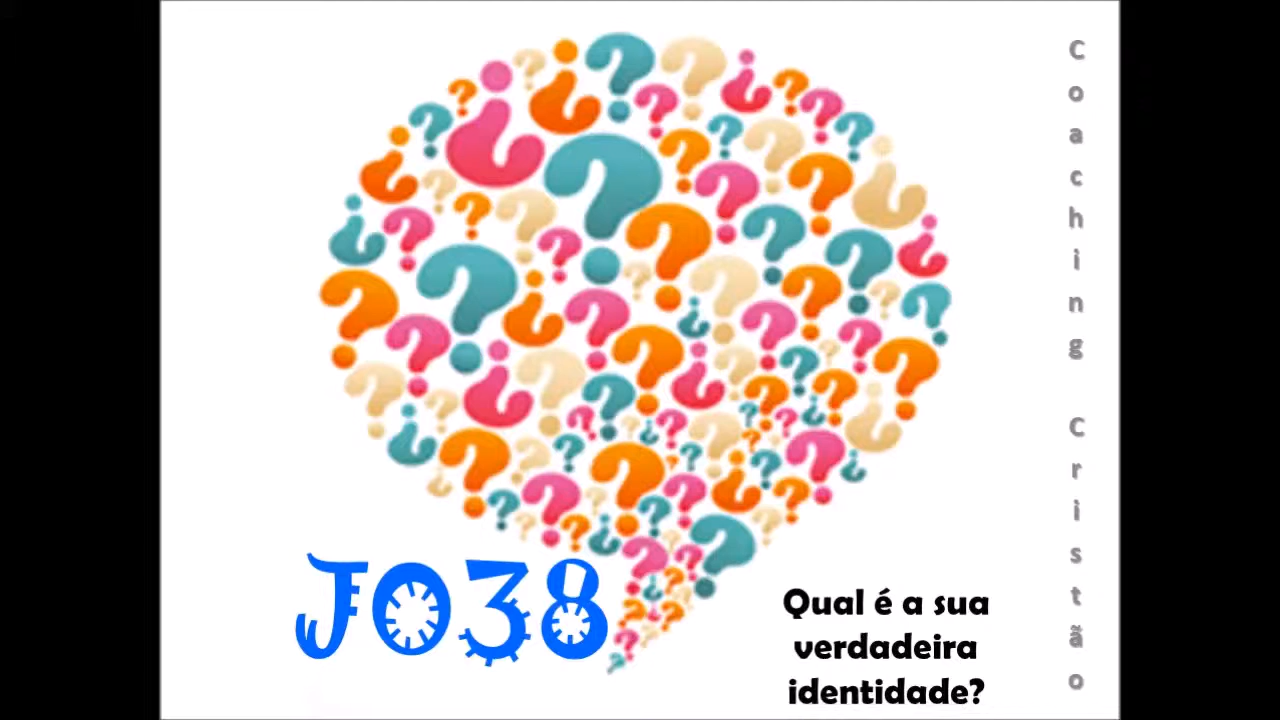 JO38
Qual é a sua
verdadeira
identidade?
Coaching Cristão